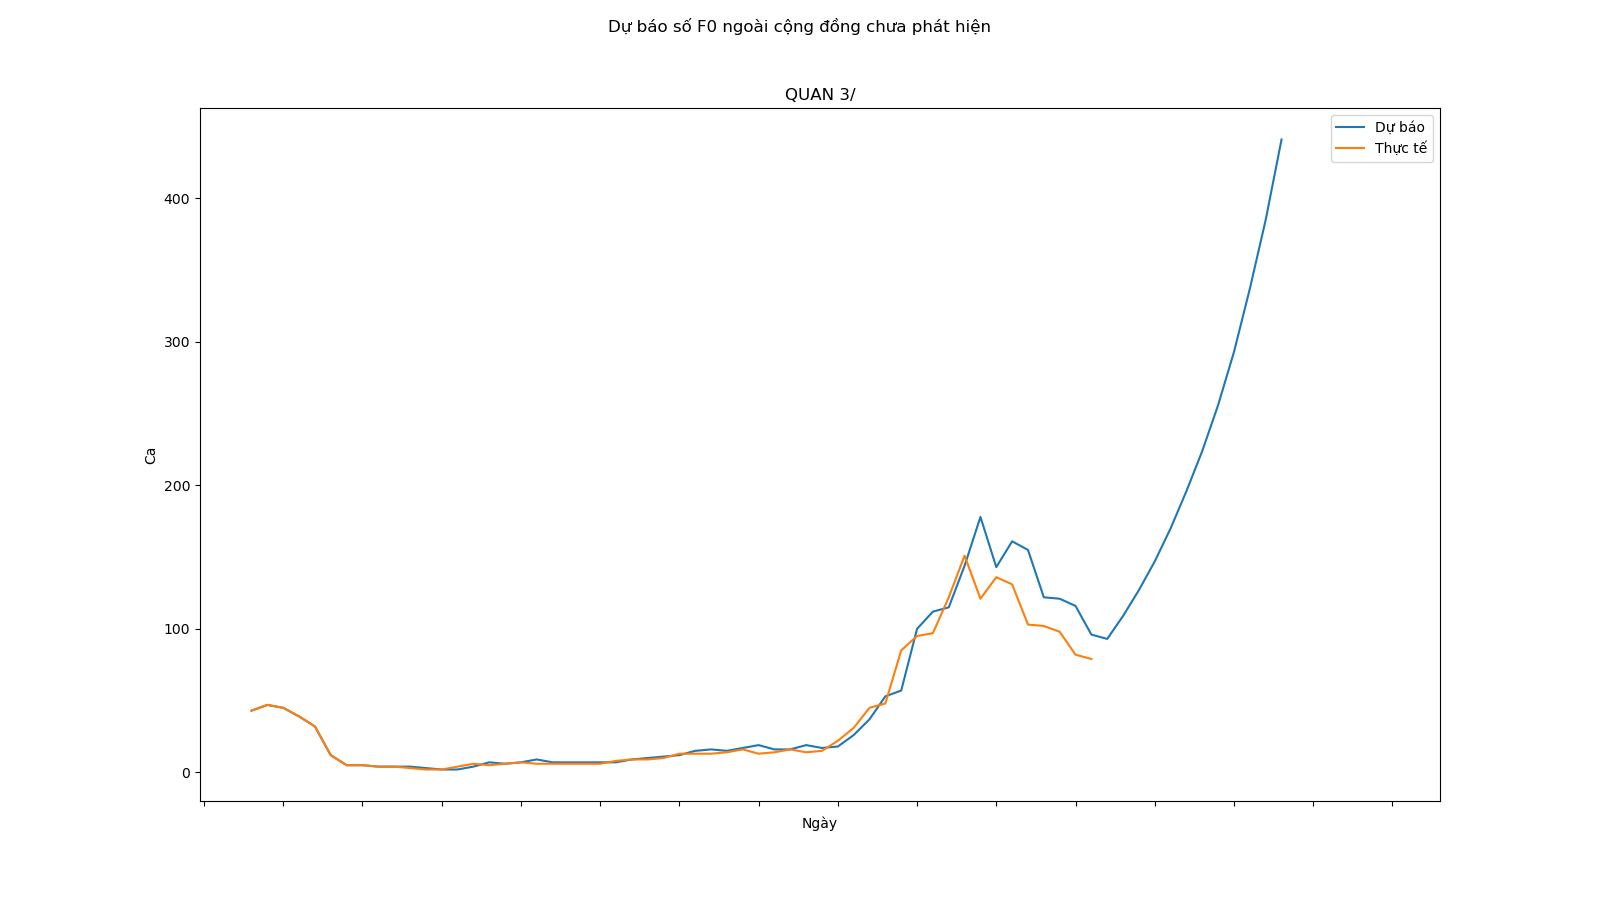 Dự báo số F0 ngoài cộng đồng chưa phát hiện
QUAN 3/
Dự báo
Thực tế
400
300
200
100
0
Ca
Ngày